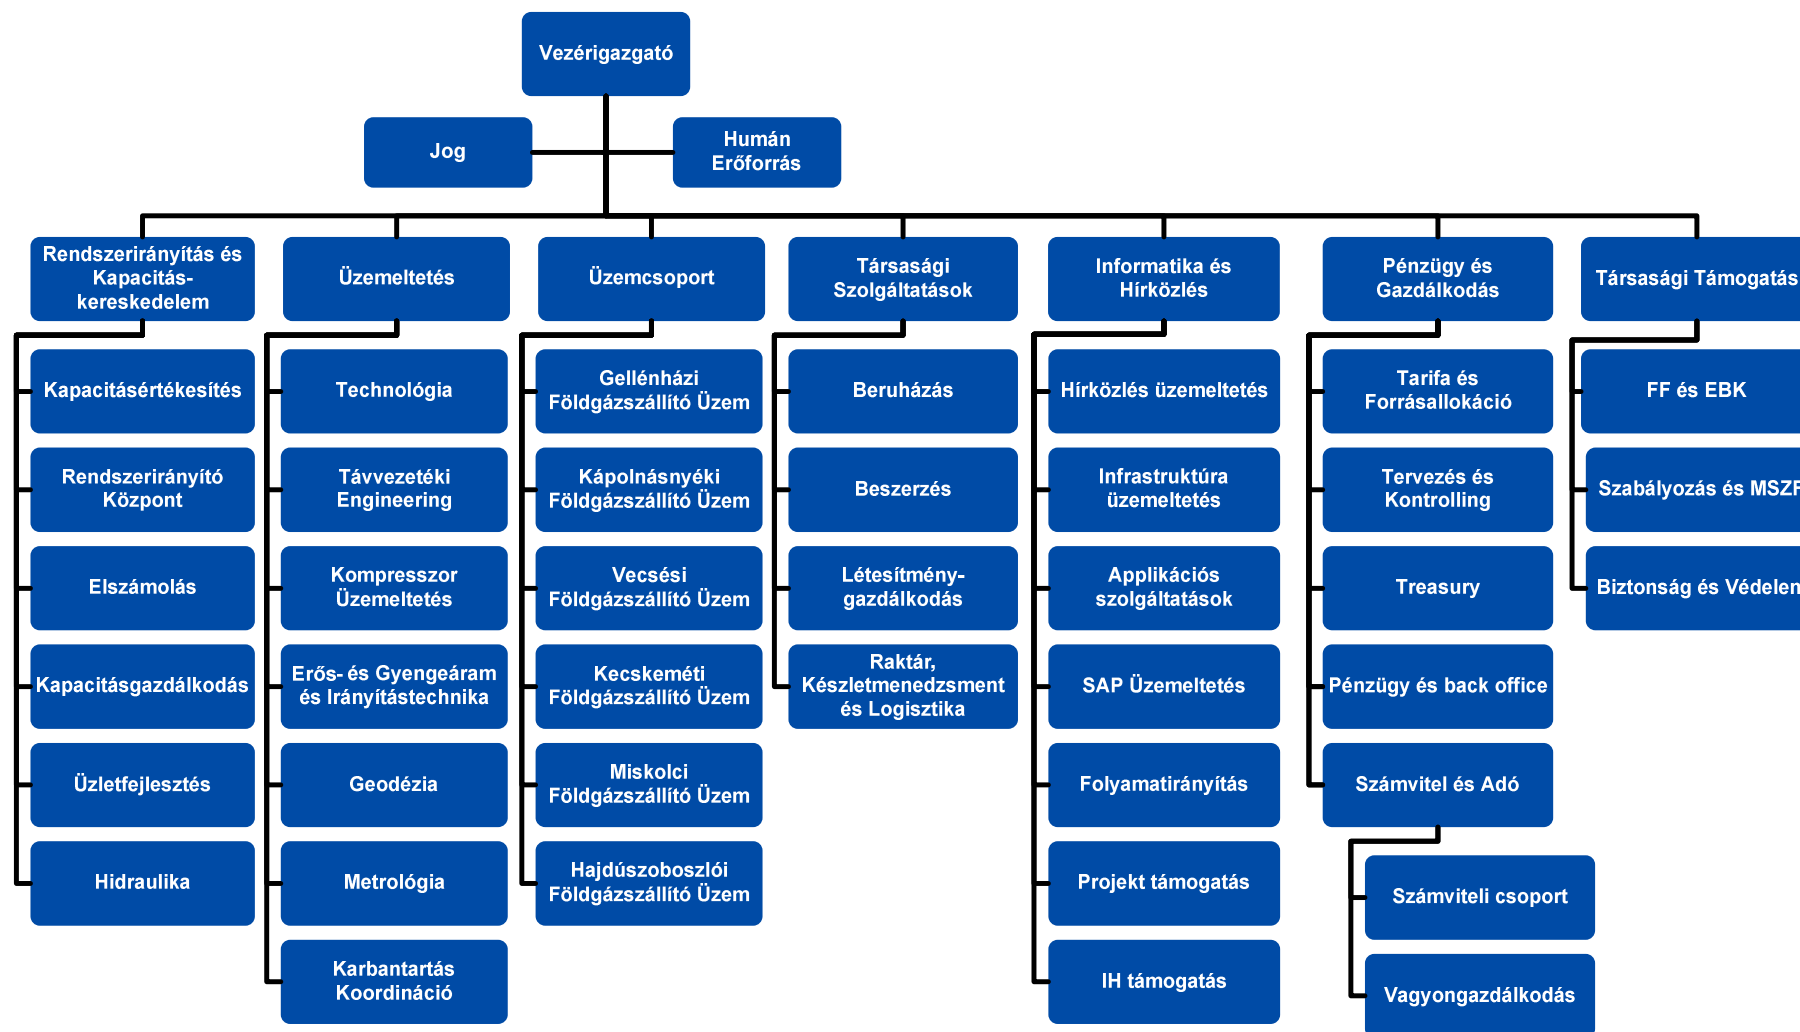 Vezérigazgató
Jog
Humán
Erőforrás
Rendszerirányítás és
Kapacitás-
kereskedelem
Üzemeltetés
Üzemcsoport
Társasági
Szolgáltatások
Informatika és
Hírközlés
Pénzügy és
Gazdálkodás
Társasági Támogatás
Kapacitásértékesítés
Rendszerirányító
Központ
Elszámolás
Kapacitásgazdálkodás
Üzletfejlesztés
Hidraulika
Technológia
Távvezetéki
Engineering
Kompresszor
Üzemeltetés
Erős- és Gyengeáram
és Irányítástechnika
Geodézia
Metrológia
Karbantartás
Koordináció
Gellénházi
Földgázszállító Üzem
Kápolnásnyéki
Földgázszállító Üzem
Vecsési
Földgázszállító Üzem
Kecskeméti
Földgázszállító Üzem
Miskolci
Földgázszállító Üzem
Hajdúszoboszlói
Földgázszállító Üzem
Beruházás
Beszerzés
Létesítmény-
gazdálkodás
Raktár,
Készletmenedzsment
és Logisztika
Hírközlés üzemeltetés
Infrastruktúra
üzemeltetés
Applikációs
szolgáltatások
SAP Üzemeltetés
Folyamatirányítás
Projekt támogatás
IH támogatás
Tarifa és
Forrásallokáció
Tervezés és
Kontrolling
Treasury
Pénzügy és back office
Számvitel és Adó
Számviteli csoport
Vagyongazdálkodás
FF és EBK
Szabályozás és
Biztonság és